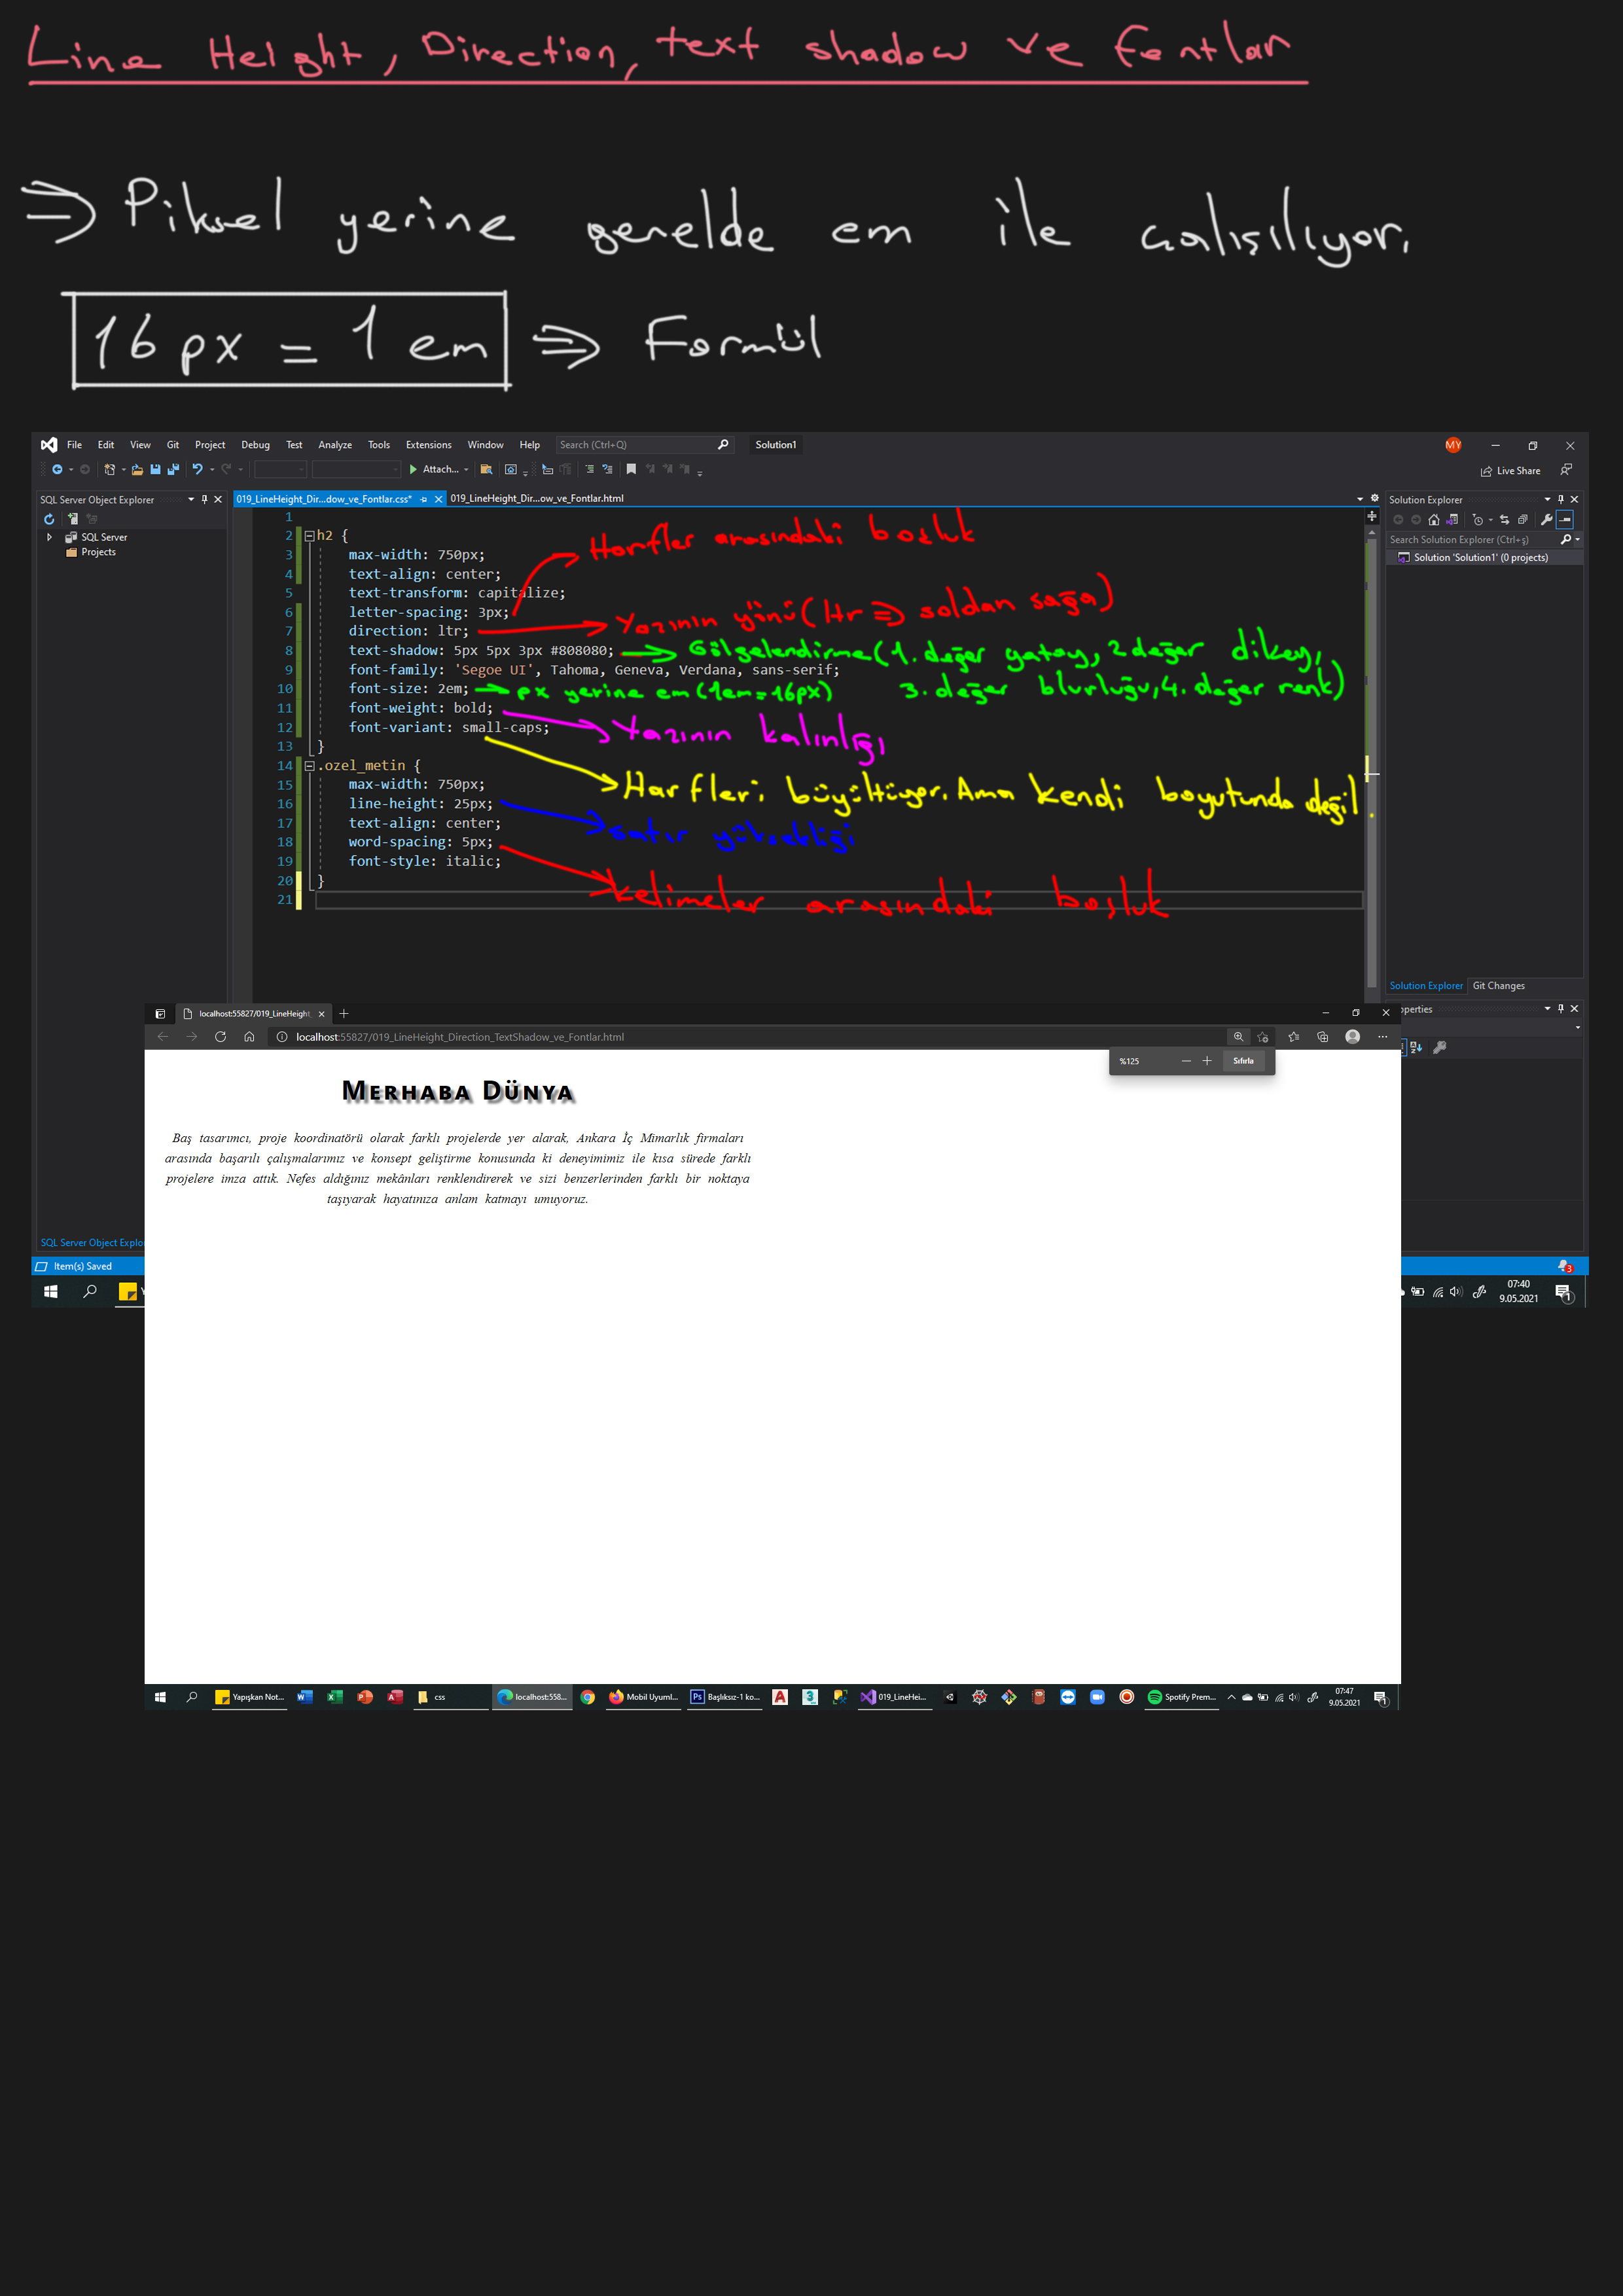 Line Height, Direction, text shadow ve Fontlar
⇒ Piksel yerine genelde em ile çalışılıyor.
16 px = 1 em ⇒ Formül
File Edit View Git Project Debug Test Analyze Tools Extensions Window Help Search (Ctrl+Q) Solution1 MY
Attach... Live Share
SQL Server Object Explorer
SQL Server
Projects
019_LineHeight_Dir...dow_ve_Fontlar.css* 019_LineHeight_Dir...ow_ve_Fontlar.html
1
2 h2 {
3 max-width: 750px;
4 text-align: center;
5 text-transform: capitalize;
6 letter-spacing: 3px;
Harfler arasındaki boşluk
7 direction: ltr;
Yazının yönü (ltr ⇒ soldan sağa)
8 text-shadow: 5px 5px 3px #808080;
Gölgelendirme (1. değer yatay, 2 değer dikey,
3. değer blurluğu, 4. değer renk)
9 font-family: 'Segoe UI', Tahoma, Geneva, Verdana, sans-serif;
10 font-size: 2em;
px yerine em (1em=16px)
11 font-weight: bold;
Yazının kalınlığı
12 font-variant: small-caps;
Harfleri büyültüyor. Ama kendi boyutunda değil.
13 }
14 .ozel_metin {
15 max-width: 750px;
16 line-height: 25px;
satır yüksekliği
17 text-align: center;
18 word-spacing: 5px;
kelimeler arasındaki boşluk
19 font-style: italic;
20 }
21
Solution Explorer
Search Solution Explorer (Ctrl+ş)
Solution 'Solution1' (0 projects)
Solution Explorer Git Changes
operties
SQL Server Object Explo
Item(s) Saved
3
07:40
9.05.2021
1
localhost:55827/019_LineHeight_
localhost:55827/019_LineHeight_Direction_TextShadow_ve_Fontlar.html
%125 Sıfırla
Merhaba Dünya
Baş tasarımcı, proje koordinatörü olarak farklı projelerde yer alarak, Ankara İç Mimarlık firmaları
arasında başarılı çalışmalarımız ve konsept geliştirme konusunda ki deneyimimiz ile kısa sürede farklı
projelere imza attık. Nefes aldığınız mekânları renklendirerek ve sizi benzerlerinden farklı bir noktaya
taşıyarak hayatınıza anlam katmayı umuyoruz.
Yapışkan Not... css localhost:558... Mobil Uyuml... Başlıksız-1 ko... 019_LineHei... Spotify Prem...
07:47
9.05.2021